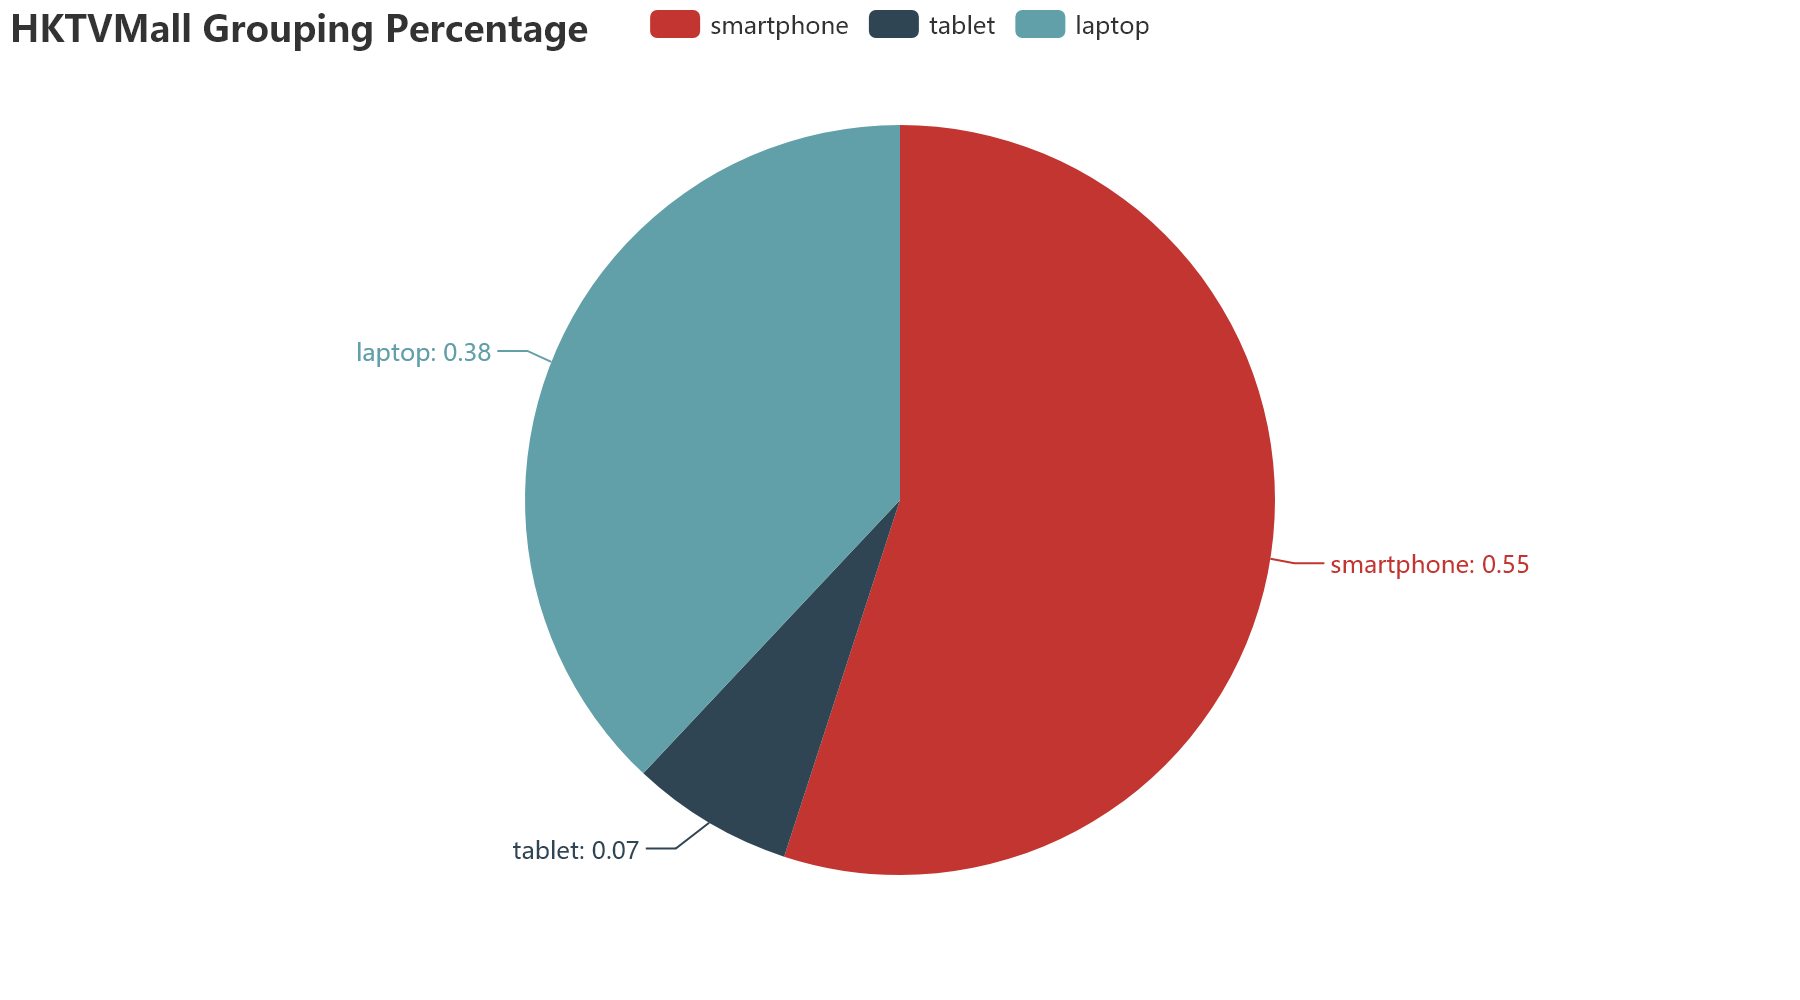 HKTVMall Grouping Percentage
smartphone
tablet
laptop
laptop: 0.38
smartphone: 0.55
tablet: 0.07